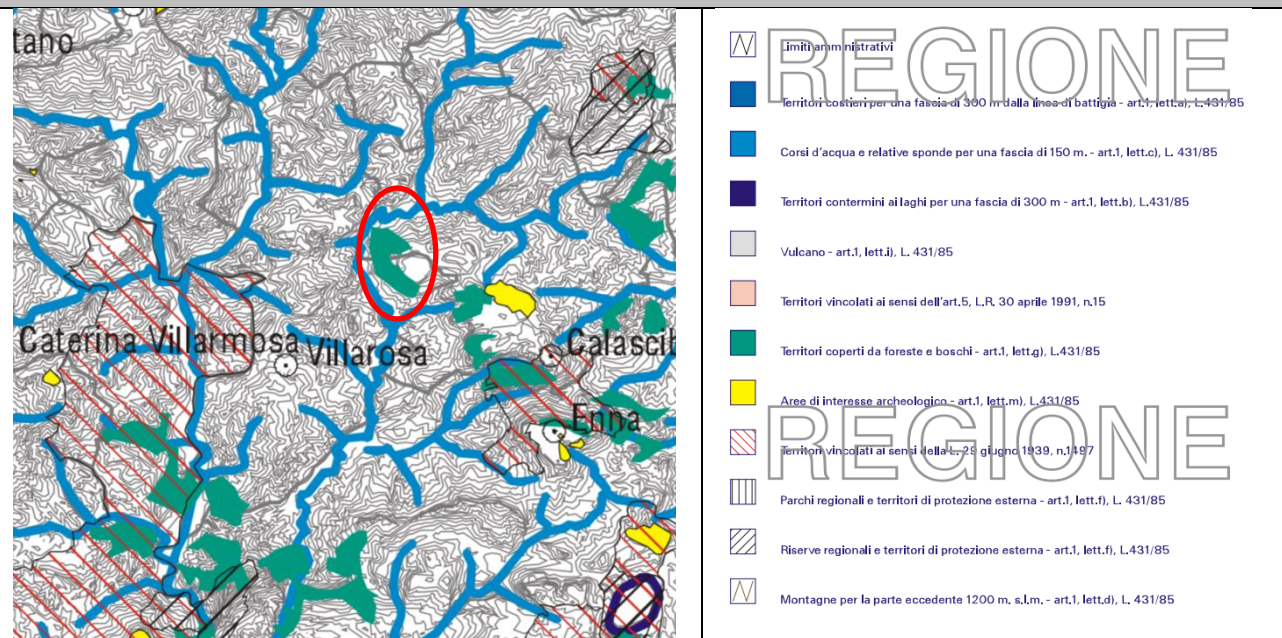 tano
Caterina Villarmosa
Villarosa
Calascib
Enna
REGIONE
Limiti amministrativi
Territori costieri per una fascia di 300 m dalla linea di battigia - art.1, lett.a), L.431/85
Corsi d'acqua e relative sponde per una fascia di 150 m. - art.1, lett.c), L. 431/85
Territori contermini ai laghi per una fascia di 300 m - art.1, lett.b), L.431/85
Vulcano - art.1, lett.i), L. 431/85
Territori vincolati ai sensi dell'art.5, L.R. 30 aprile 1991, n.15
Territori coperti da foreste e boschi - art.1, lett.g), L.431/85
Aree di interesse archeologico - art.1, lett.m), L.431/85
REGIONE
Territori vincolati ai sensi della L. 29 giugno 1939, n.1497
Parchi regionali e territori di protezione esterna - art.1, lett.f), L. 431/85
Riserve regionali e territori di protezione esterna - art.1, lett.f), L.431/85
Montagne per la parte eccedente 1200 m. s.l.m. - art.1, lett.d), L. 431/85